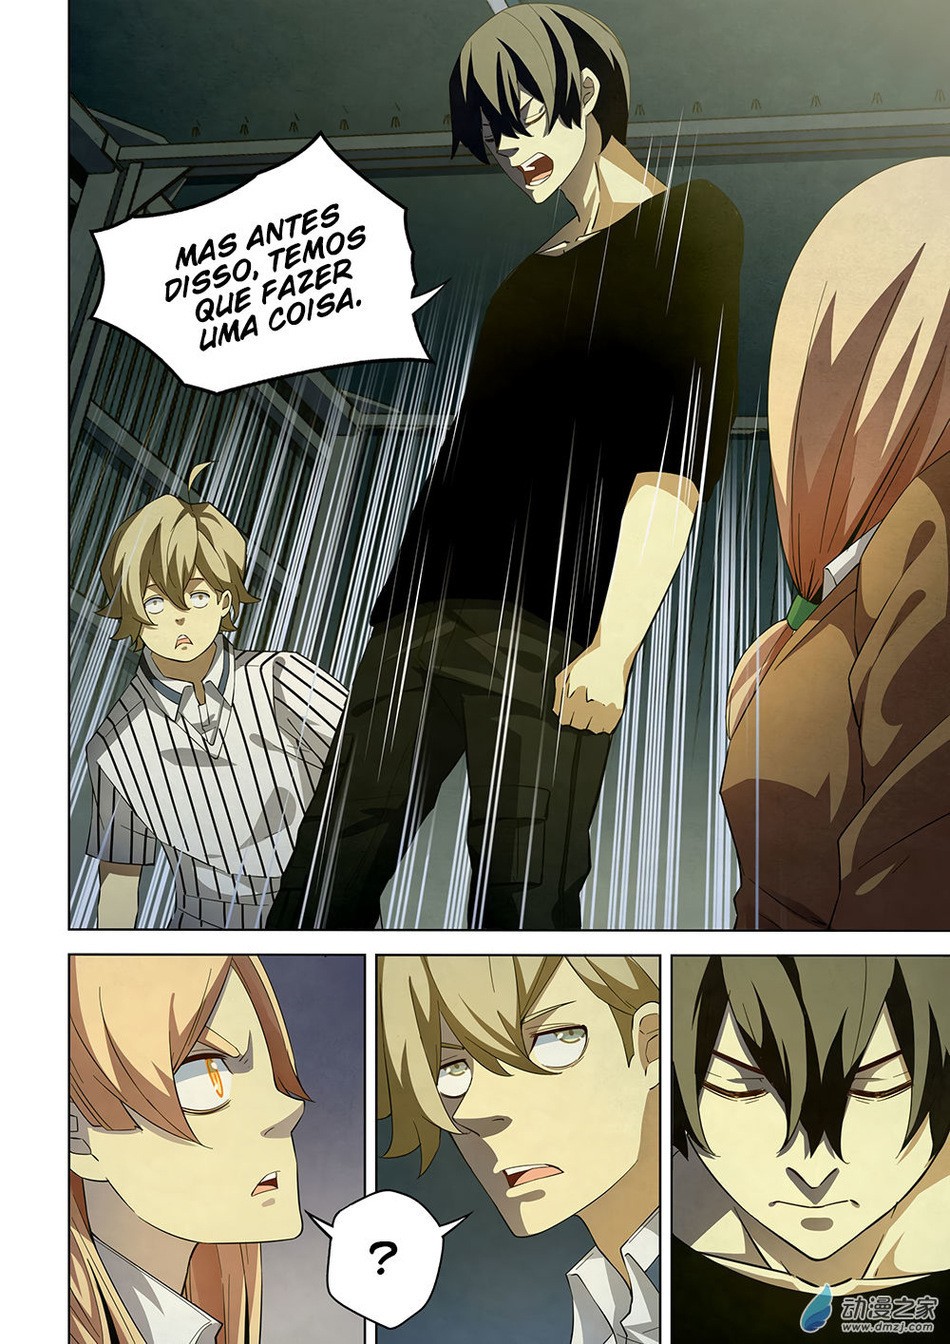 MAS ANTES
DISSO, TEMOS
QUE FAZER
UMA COISA.
?
动漫之家
www.dmzj.com